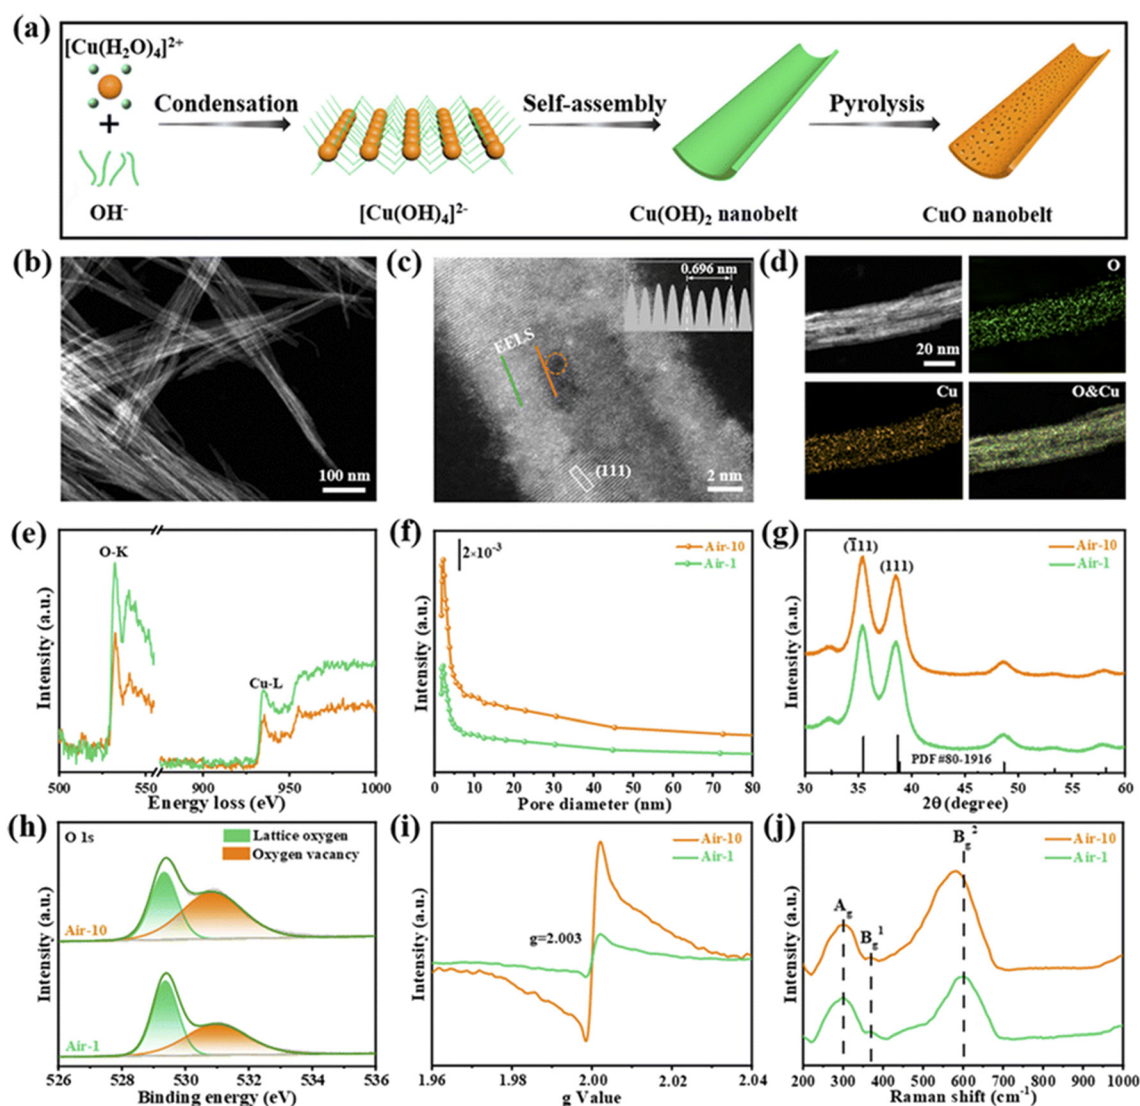 (a)
[Cu(H₂O)₄]²⁺
+
OH⁻
Condensation
[Cu(OH)₄]²⁻
Self-assembly
Cu(OH)₂ nanobelt
Pyrolysis
CuO nanobelt
(b)
100 nm
(c)
0.696 nm
EELS
(111)
2 nm
(d)
20 nm
O
Cu
O&Cu
(e)
O-K
Cu-L
Intensity (a.u.)
500 550 900 950 1000
Energy loss (eV)
(f)
2×10⁻³
Air-10
Air-1
Intensity (a.u.)
0 10 20 30 40 50 60 70 80
Pore diameter (nm)
(g)
(1̅11)
(111)
Air-10
Air-1
PDF #80-1916
Intensity (a.u.)
30 35 40 45 50 55 60
2θ (degree)
(h)
O 1s
Lattice oxygen
Oxygen vacancy
Air-10
Air-1
Intensity (a.u.)
526 528 530 532 534 536
Binding energy (eV)
(i)
Air-10
Air-1
g=2.003
Intensity (a.u.)
1.96 1.98 2.00 2.02 2.04
g Value
(j)
Air-10
Air-1
A_g
B_g¹
B_g²
Intensity (a.u.)
200 300 400 500 600 700 800 900 1000
Raman shift (cm⁻¹)